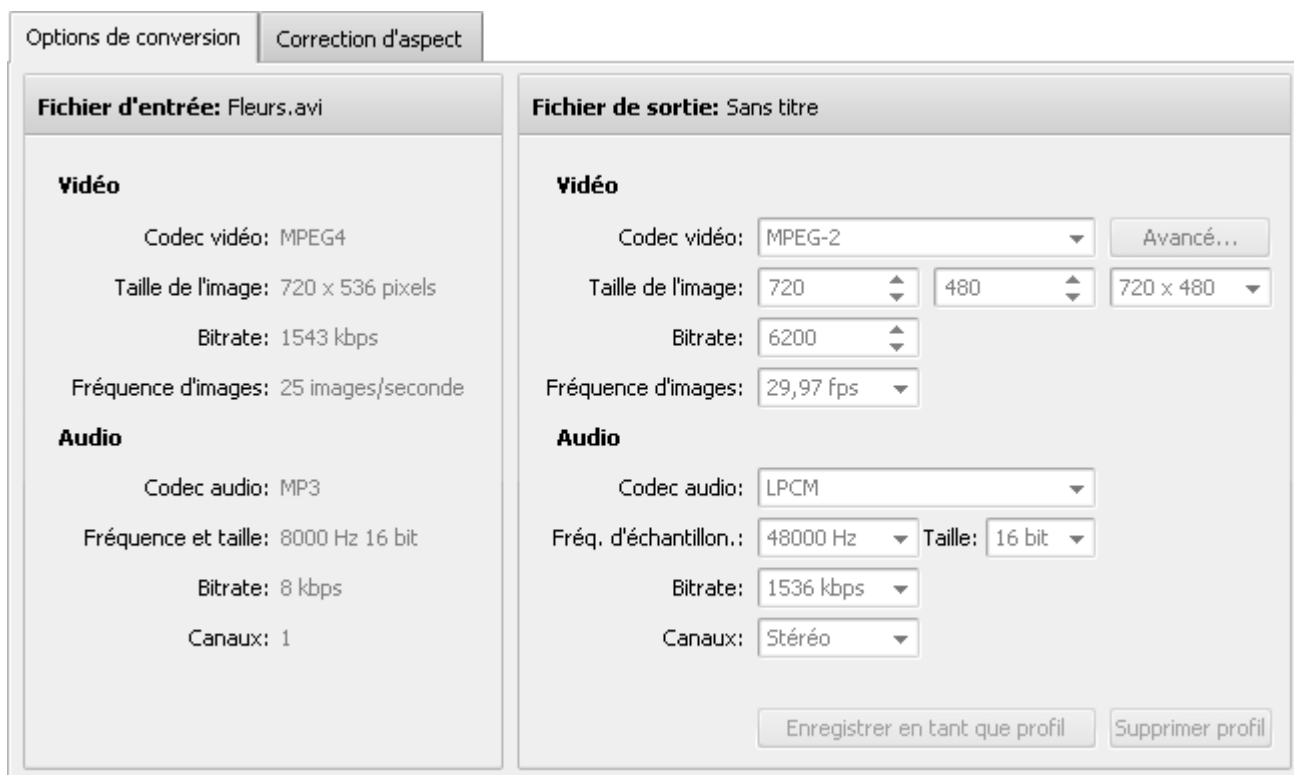 Options de conversion Correction d'aspect
Fichier d'entrée: Fleurs.avi
Vidéo
Codec vidéo: MPEG4
Taille de l'image: 720 x 536 pixels
Bitrate: 1543 kbps
Fréquence d'images: 25 images/seconde
Audio
Codec audio: MP3
Fréquence et taille: 8000 Hz 16 bit
Bitrate: 8 kbps
Canaux: 1
Fichier de sortie: Sans titre
Vidéo
Codec vidéo: MPEG-2 Avancé...
Taille de l'image: 720 480 720 x 480
Bitrate: 6200
Fréquence d'images: 29,97 fps
Audio
Codec audio: LPCM
Fréq. d'échantillon.: 48000 Hz Taille: 16 bit
Bitrate: 1536 kbps
Canaux: Stéréo
Enregistrer en tant que profil Supprimer profil